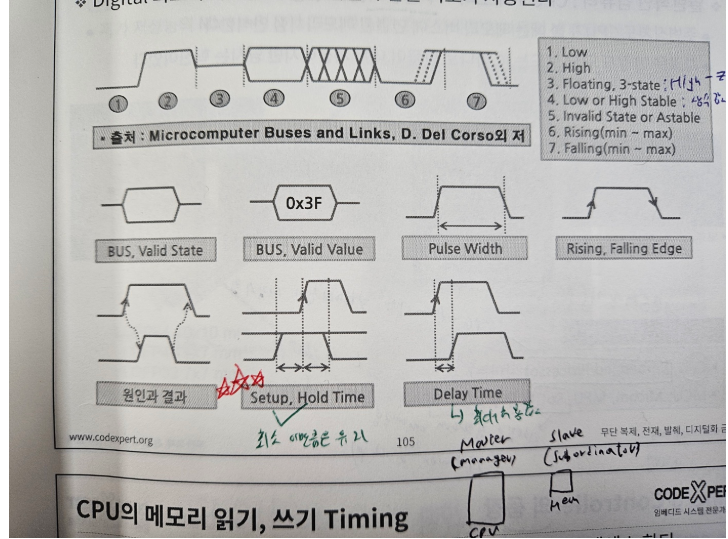 ❖ Digital
1. Low
2. High
3. Floating, 3-state ; High-Z
4. Low or High Stable ;
5. Invalid State or Astable
6. Rising(min ~ max)
7. Falling(min ~ max)
① ② ③ ④ ⑤ ⑥ ⑦
• 출처 : Microcomputer Buses and Links, D. Del Corso외 저
0x3F
BUS, Valid State
BUS, Valid Value
Pulse Width
Rising, Falling Edge
원인과 결과
Setup, Hold Time
Delay Time
최소 이만큼은 유지
www.codexpert.org
105
무단 복제, 전재, 발췌, 디지털화 금
Master
(manager)
Slave
(Subordinator)
CPU
Mem
CODEXPER
임베디드 시스템 전문가
CPU의 메모리 읽기, 쓰기 Timing